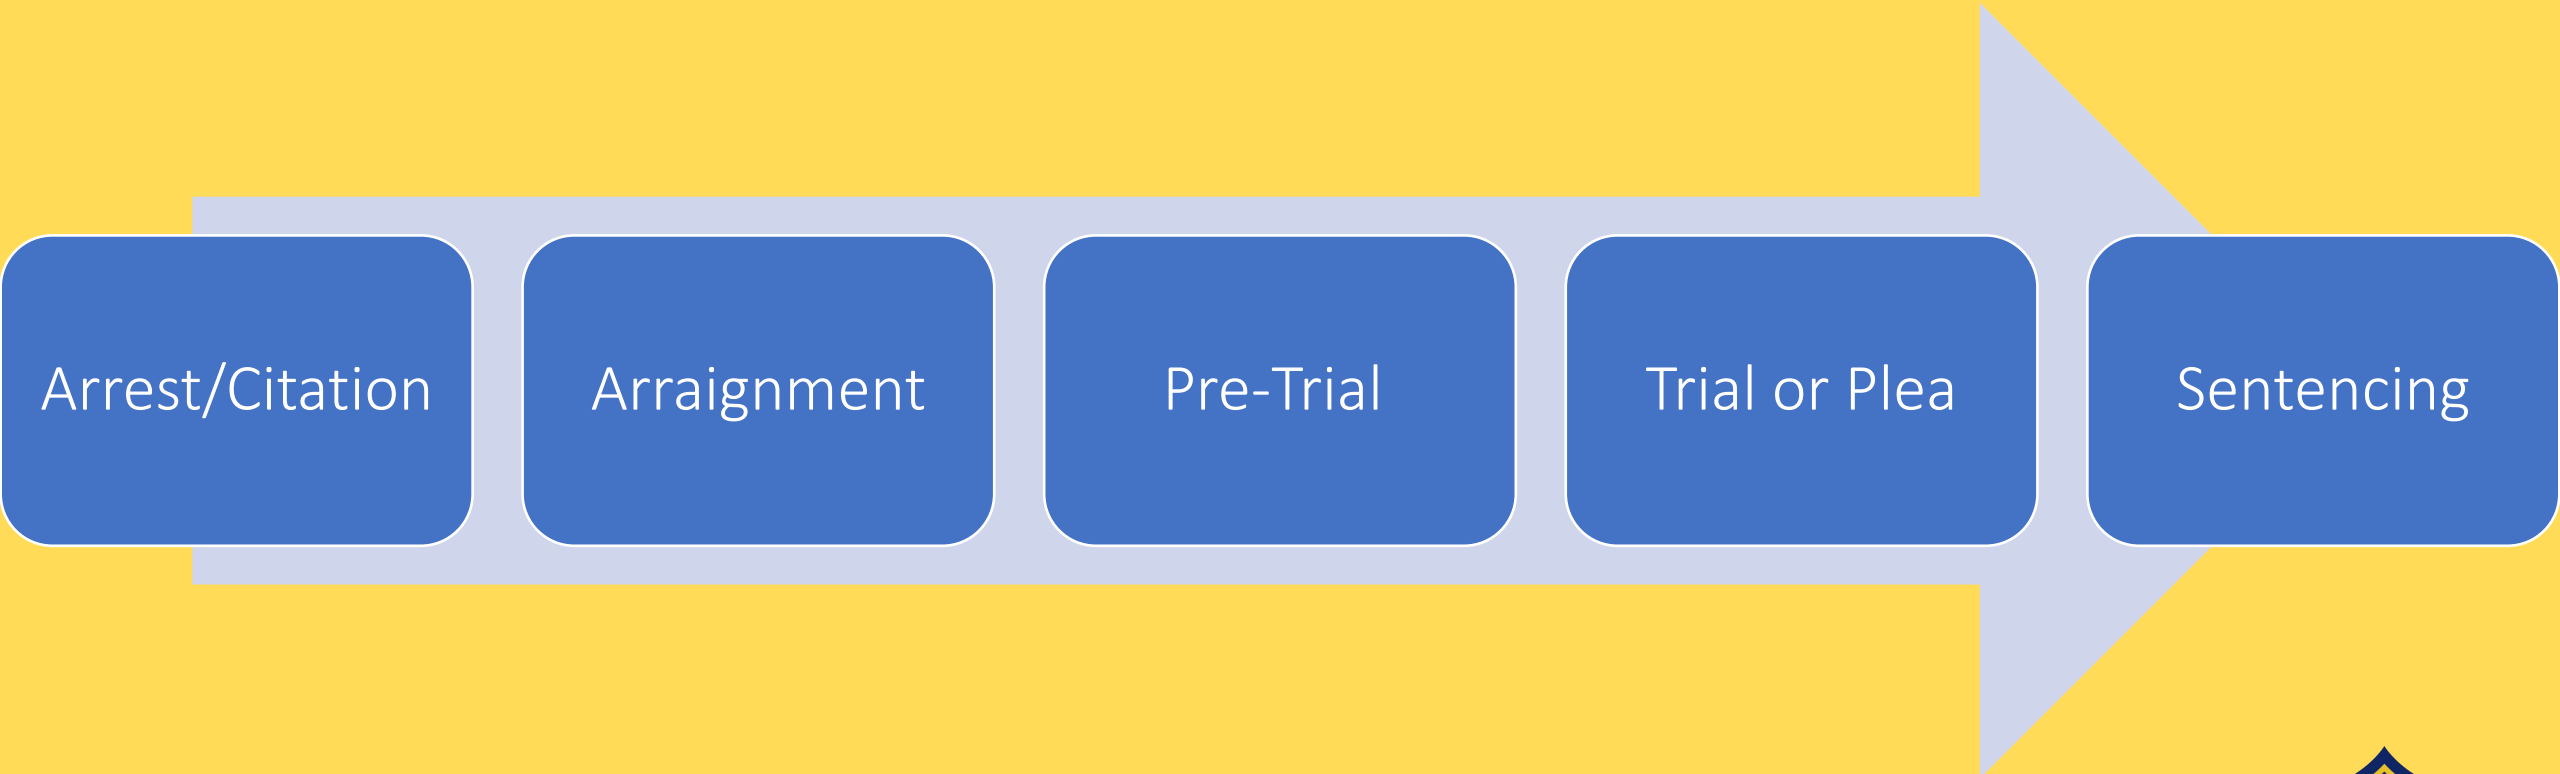 Arrest/Citation
Arraignment
Pre-Trial
Trial or Plea
Sentencing